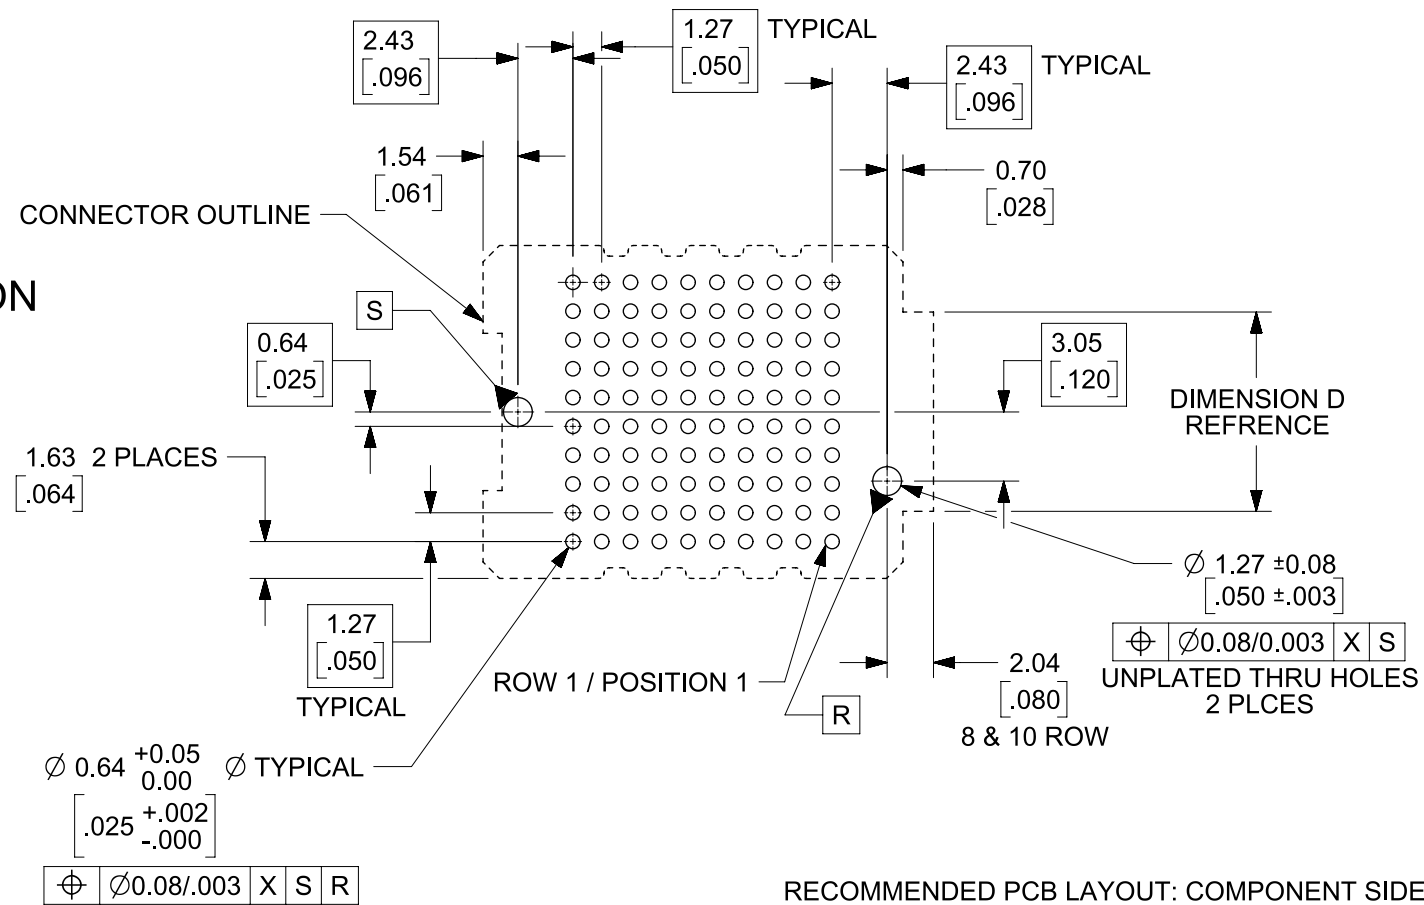 2.43
[.096]
1.27 TYPICAL
[.050]
2.43 TYPICAL
[.096]
1.54
[.061]
0.70
[.028]
CONNECTOR OUTLINE
ON
S
0.64
[.025]
3.05
[.120]
DIMENSION D
REFRENCE
1.63 2 PLACES
[.064]
Ø 1.27 ±0.08
[.050 ±.003]
⌖ Ø0.08/0.003 X S
UNPLATED THRU HOLES
2 PLCES
1.27
[.050]
TYPICAL
ROW 1 / POSITION 1
R
2.04
[.080]
8 & 10 ROW
Ø 0.64 +0.05 0.00 Ø TYPICAL
[.025 +.002 -.000]
⌖ Ø0.08/.003 X S R
RECOMMENDED PCB LAYOUT: COMPONENT SIDE